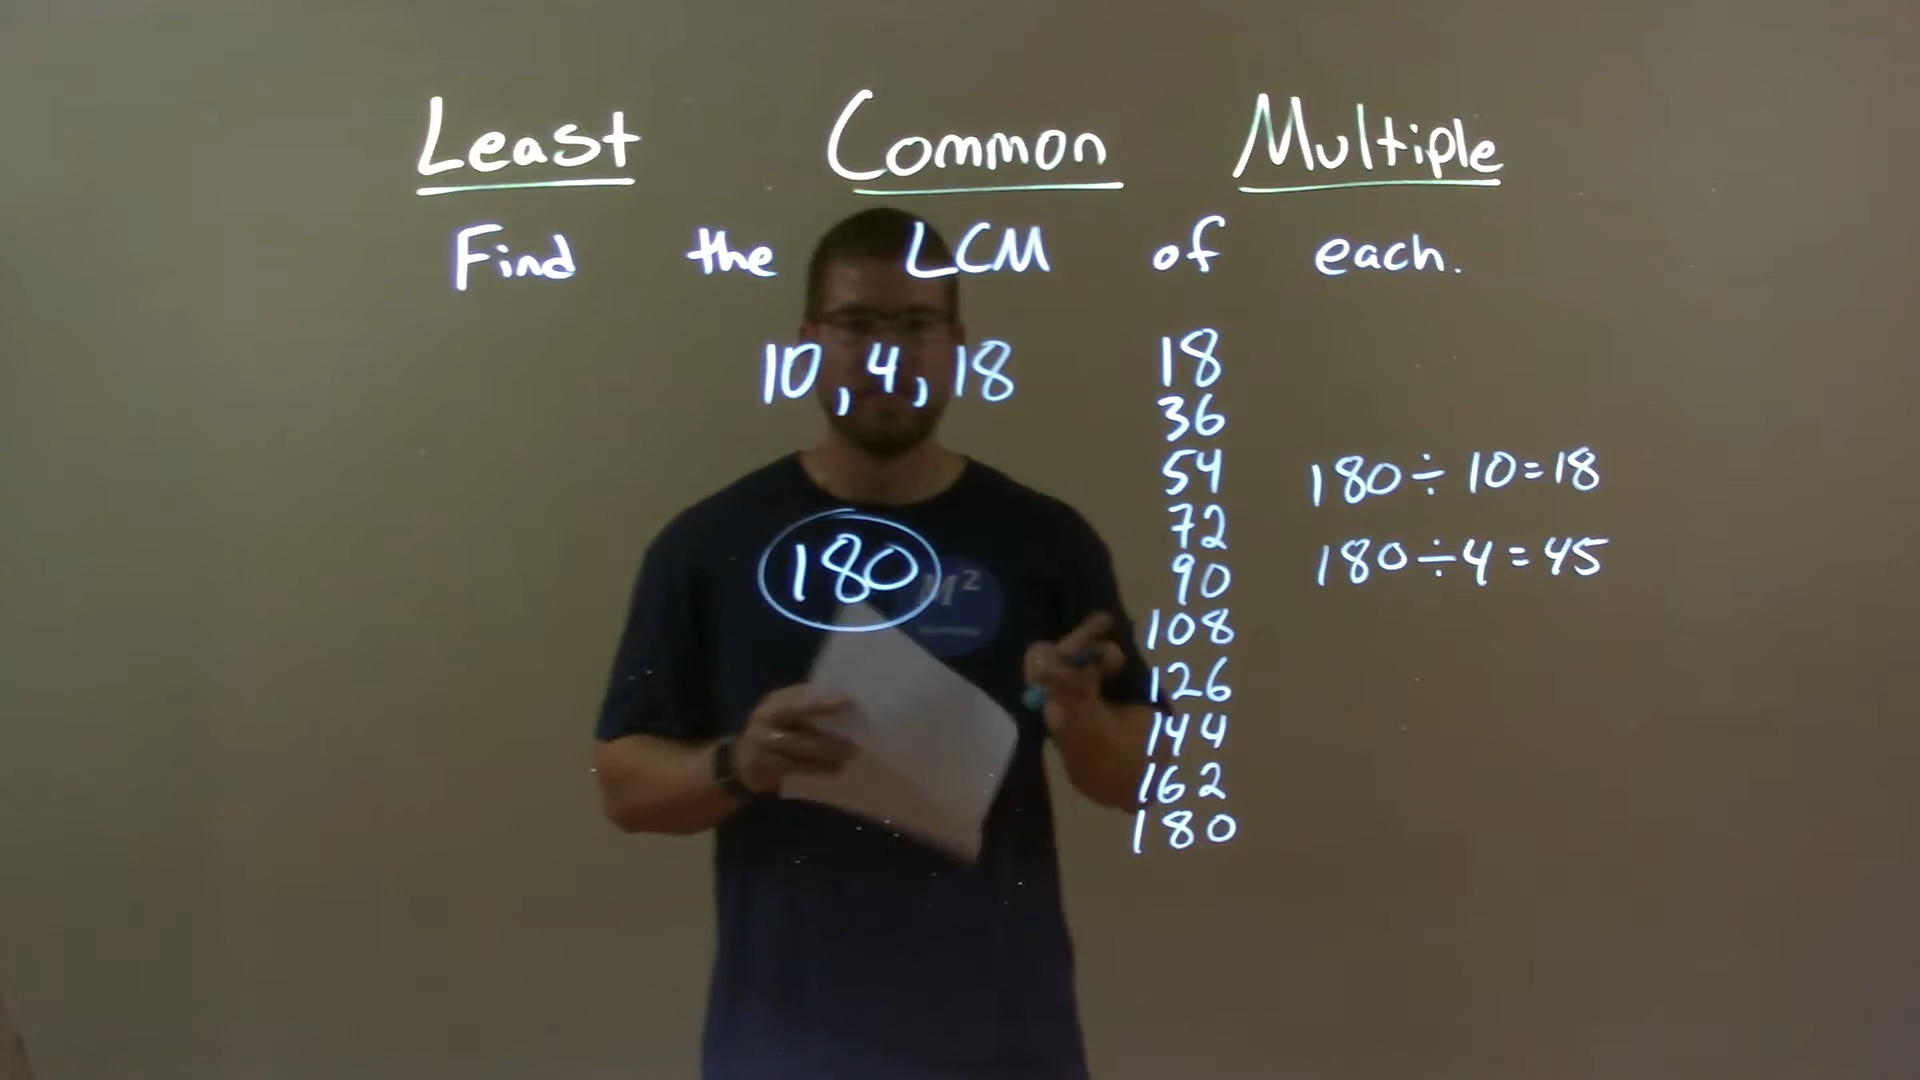 Least Common Multiple
Find the LCM of each.
10, 4, 18
180
18
36
54
72
90
108
126
144
162
180
180 ÷ 10 = 18
180 ÷ 4 = 45
M²